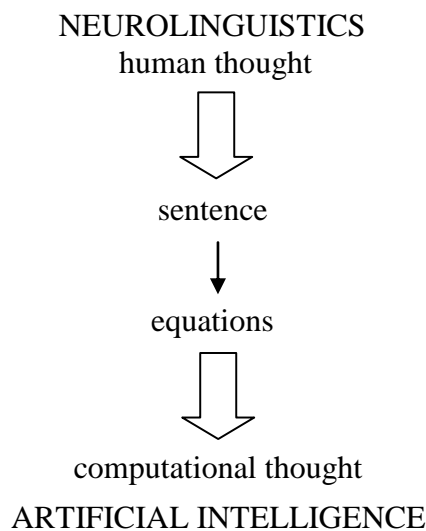 NEUROLINGUISTICS
human thought
sentence
equations
computational thought
ARTIFICIAL INTELLIGENCE